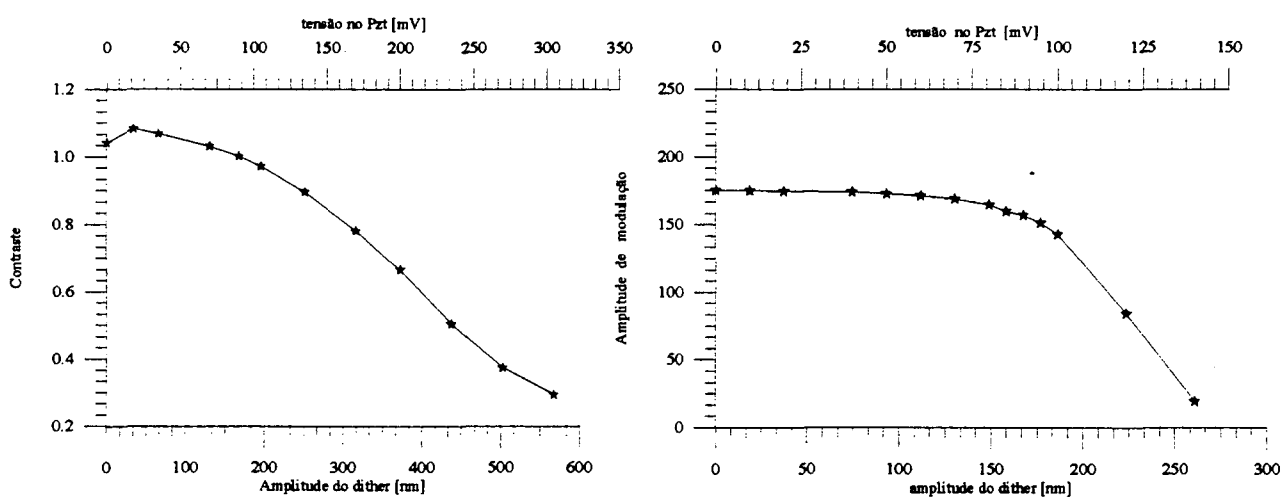 tensão no Pzt [mV]
0 50 100 150 200 250 300 350
1.2
1.0
0.8
0.6
0.4
0.2
Contraste
0 100 200 300 400 500 600
Amplitude do dither [nm]
tensão no Pzt [mV]
0 25 50 75 100 125 150
250
200
150
100
50
0
Amplitude de modulação
0 50 100 150 200 250 300
amplitude do dither [nm]